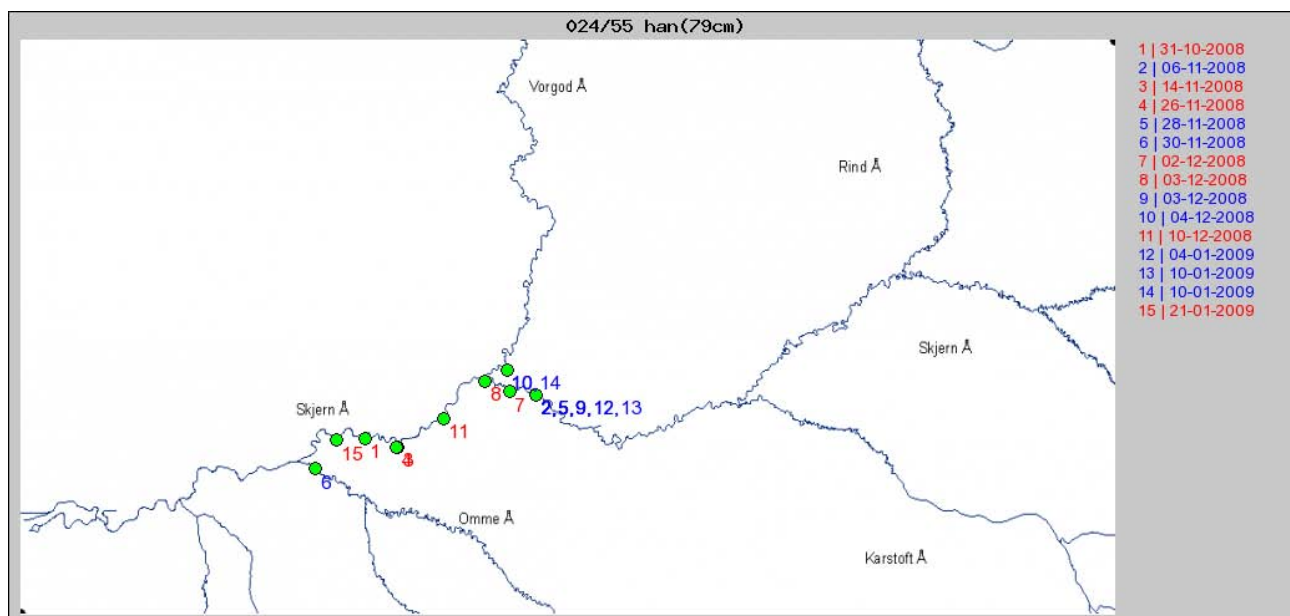 024/55 han(79cm)
1 | 31-10-2008
2 | 06-11-2008
3 | 14-11-2008
4 | 26-11-2008
5 | 28-11-2008
6 | 30-11-2008
7 | 02-12-2008
8 | 03-12-2008
9 | 03-12-2008
10 | 04-12-2008
11 | 10-12-2008
12 | 04-01-2009
13 | 10-01-2009
14 | 10-01-2009
15 | 21-01-2009
Vorgod Å
Rind Å
Skjern Å
10, 14
8
7
2,5,9,12,13
Skjern Å
11
15
1
6
Omme Å
Karstoft Å